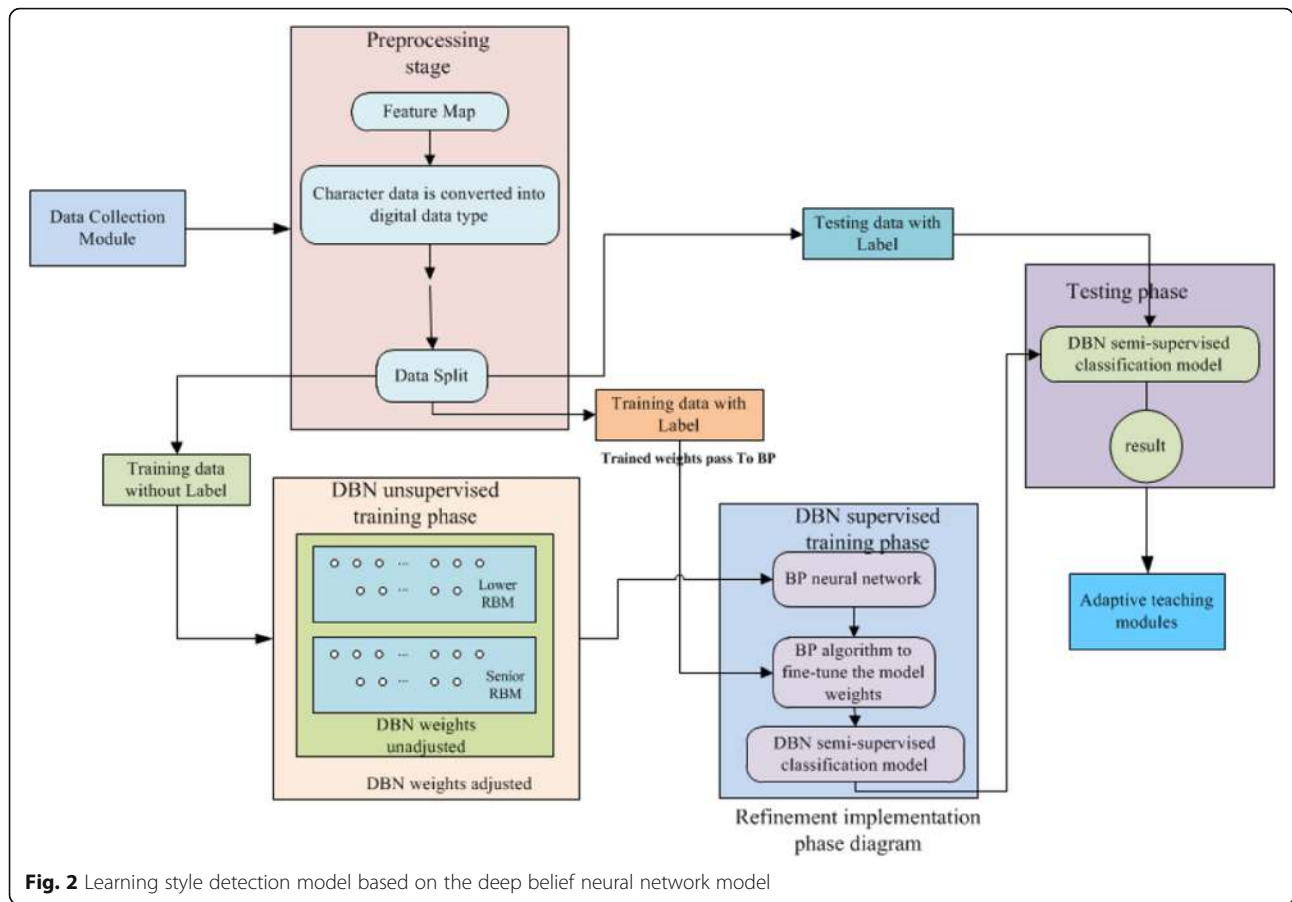 Preprocessing
stage
Feature Map
Character data is converted into
digital data type
Data Collection
Module
Testing data with
Label
Testing phase
DBN semi-supervised
classification model
Data Split
Training data with
Label
result
Trained weights pass To BP
Training data
without Label
DBN unsupervised
training phase
DBN supervised
training phase
Lower
RBM
BP neural network
Adaptive teaching
modules
BP algorithm to
fine-tune the model
weights
Senior
RBM
DBN weights
unadjusted
DBN semi-supervised
classification model
DBN weights adjusted
Refinement implementation
phase diagram
Fig. 2 Learning style detection model based on the deep belief neural network model